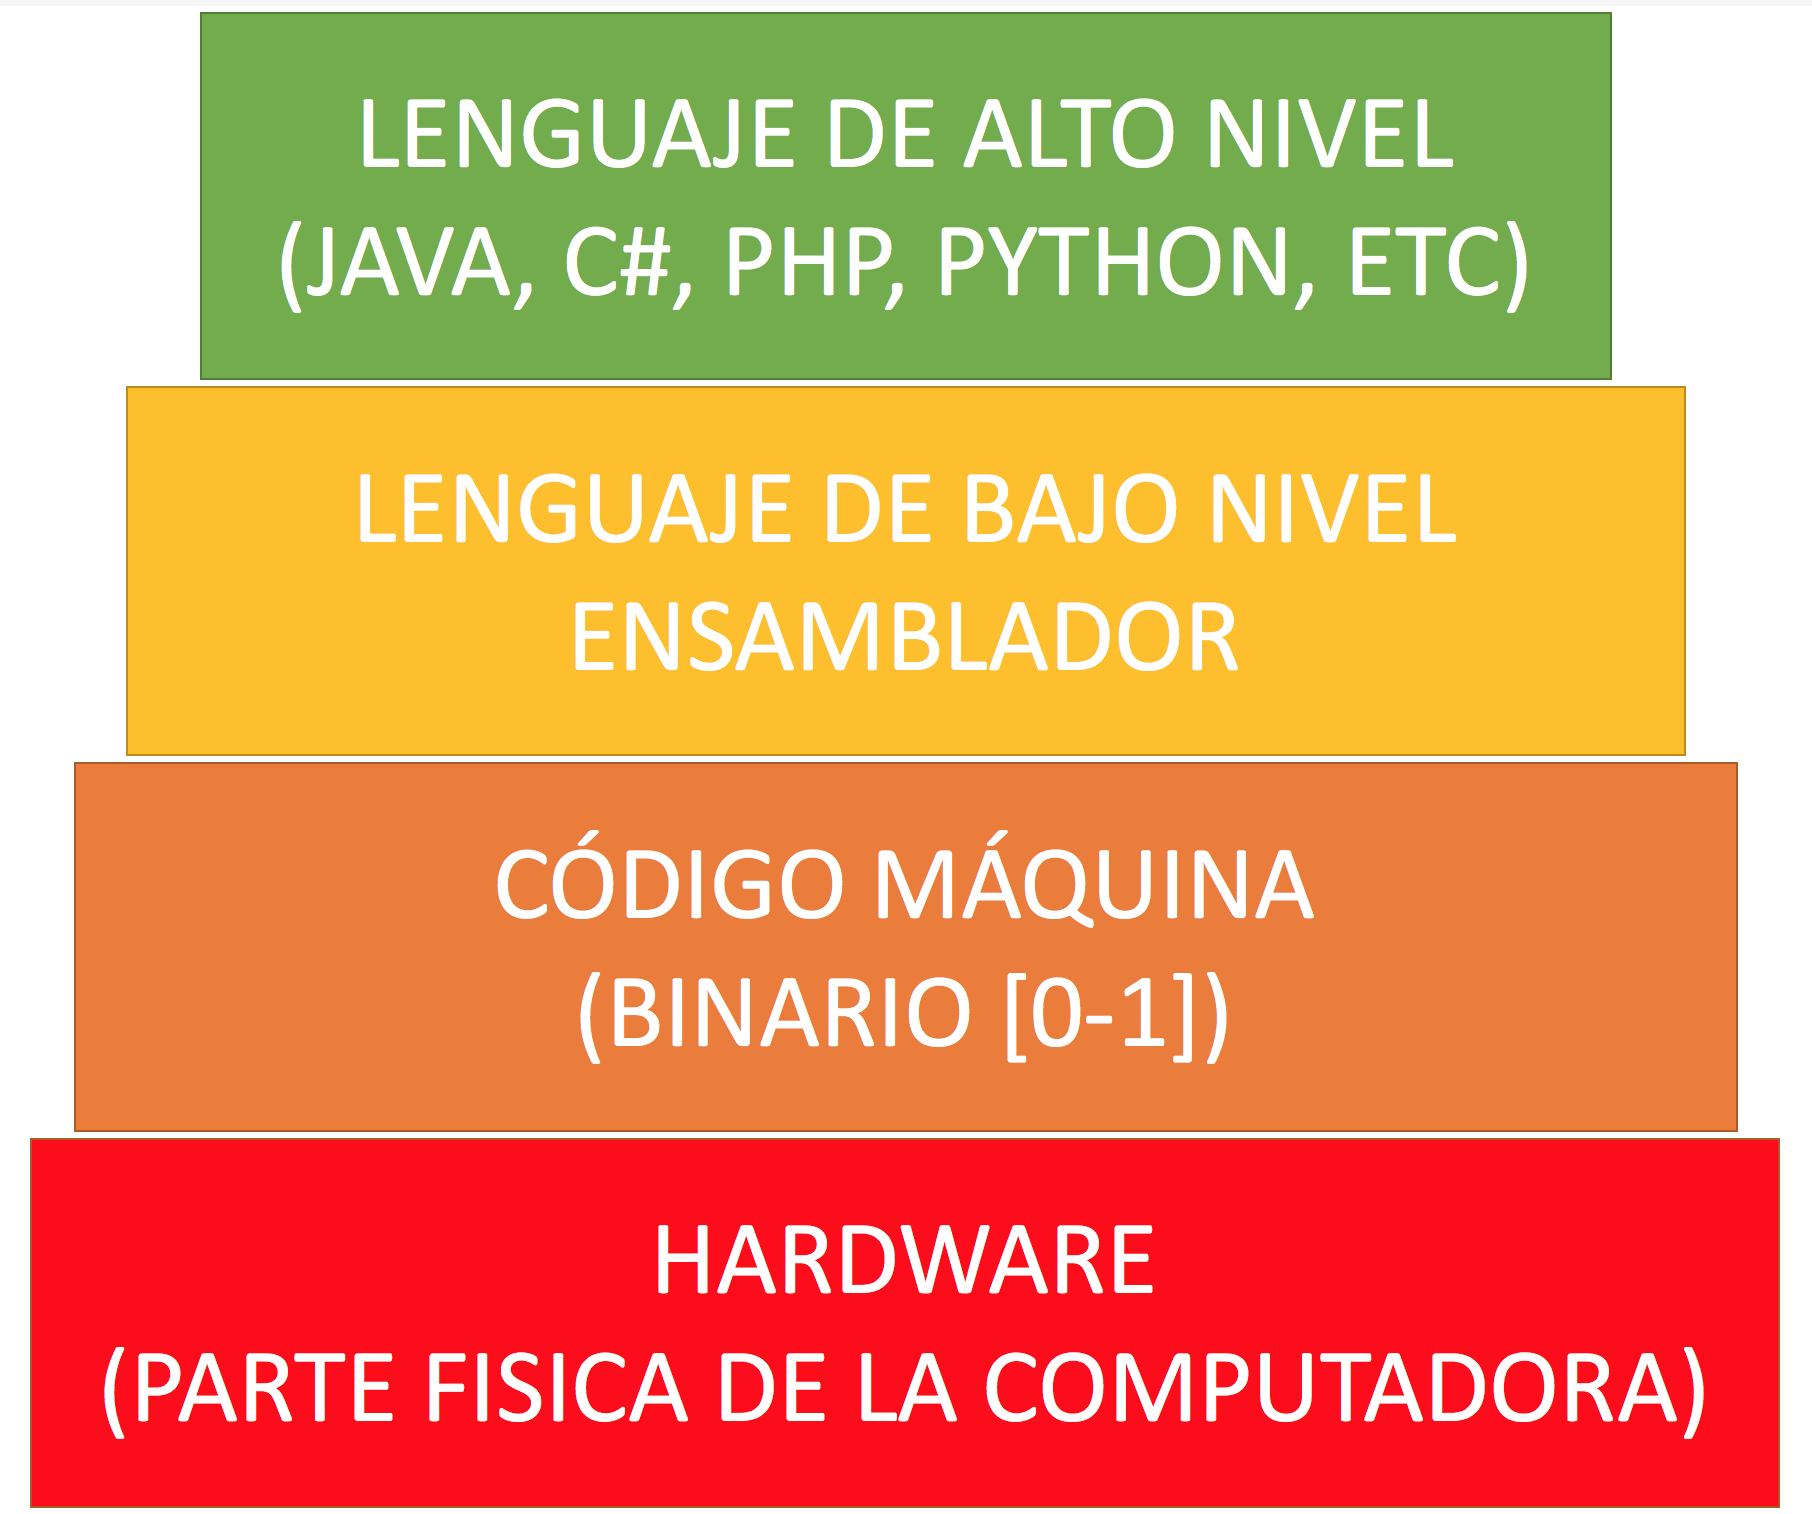 LENGUAJE DE ALTO NIVEL
(JAVA, C#, PHP, PYTHON, ETC)
LENGUAJE DE BAJO NIVEL
ENSAMBLADOR
CÓDIGO MÁQUINA
(BINARIO [0-1])
HARDWARE
(PARTE FISICA DE LA COMPUTADORA)